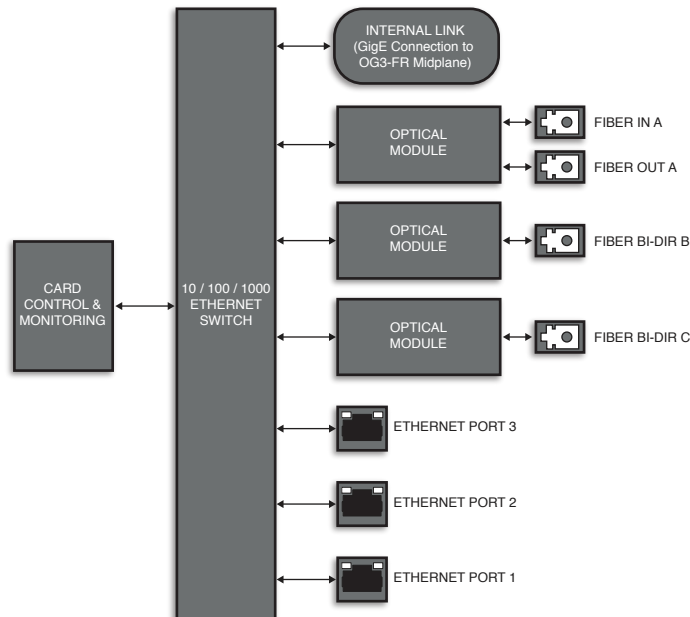 INTERNAL LINK
(GigE Connection to
OG3-FR Midplane)
OPTICAL
MODULE
FIBER IN A
FIBER OUT A
OPTICAL
MODULE
FIBER BI-DIR B
CARD
CONTROL &
MONITORING
10 / 100 / 1000
ETHERNET
SWITCH
OPTICAL
MODULE
FIBER BI-DIR C
ETHERNET PORT 3
ETHERNET PORT 2
ETHERNET PORT 1